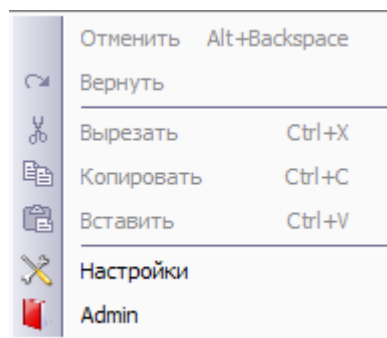 Отменить Alt+Backspace
Вернуть
Вырезать Ctrl+X
Копировать Ctrl+C
Вставить Ctrl+V
Настройки
Admin